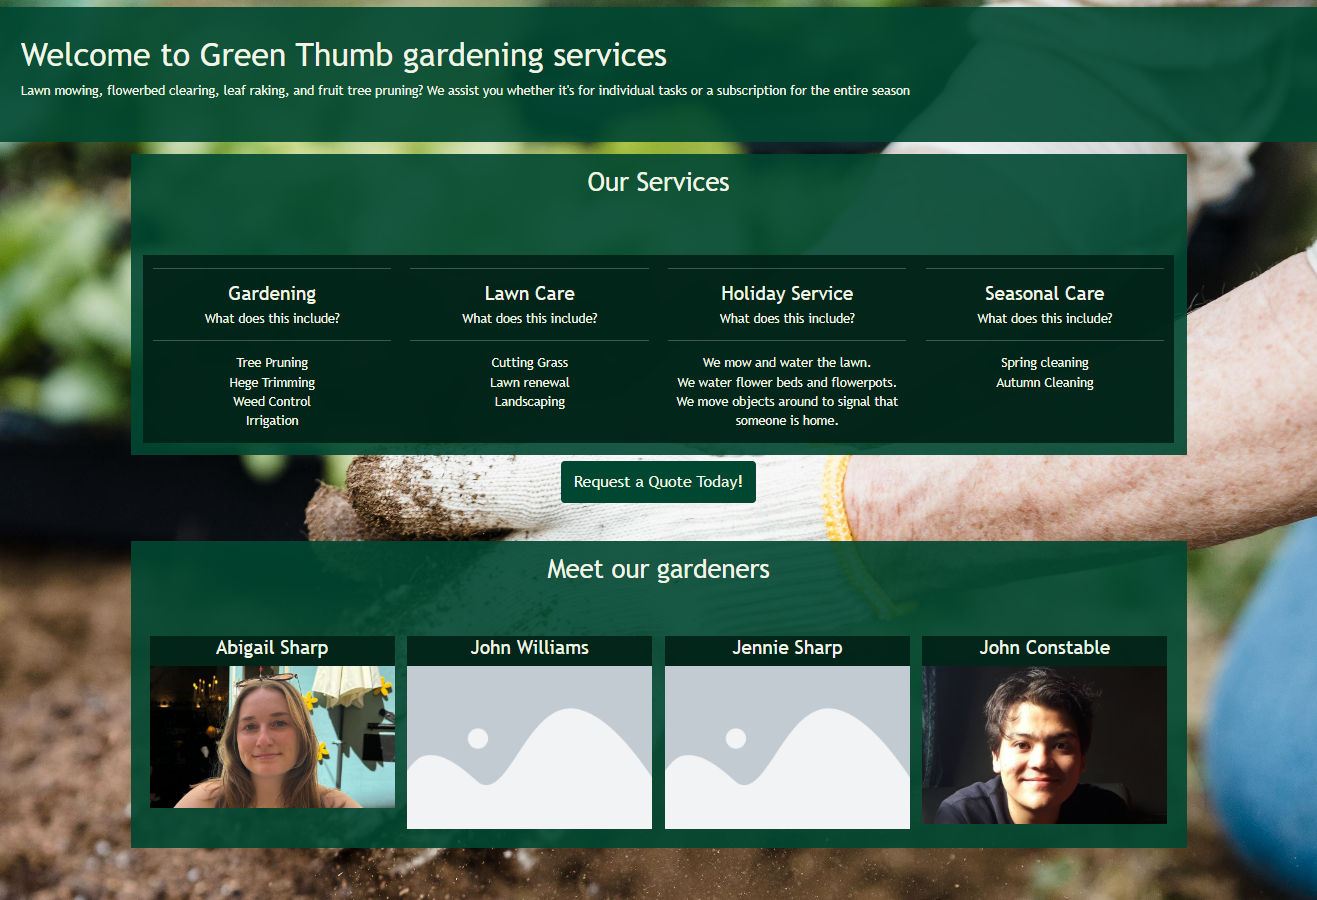 Welcome to Green Thumb gardening services
Lawn mowing, flowerbed clearing, leaf raking, and fruit tree pruning? We assist you whether it's for individual tasks or a subscription for the entire season
Our Services
Gardening
What does this include?
Tree Pruning
Hege Trimming
Weed Control
Irrigation
Lawn Care
What does this include?
Cutting Grass
Lawn renewal
Landscaping
Holiday Service
What does this include?
We mow and water the lawn.
We water flower beds and flowerpots.
We move objects around to signal that
someone is home.
Seasonal Care
What does this include?
Spring cleaning
Autumn Cleaning
Request a Quote Today!
Meet our gardeners
Abigail Sharp
John Williams
Jennie Sharp
John Constable